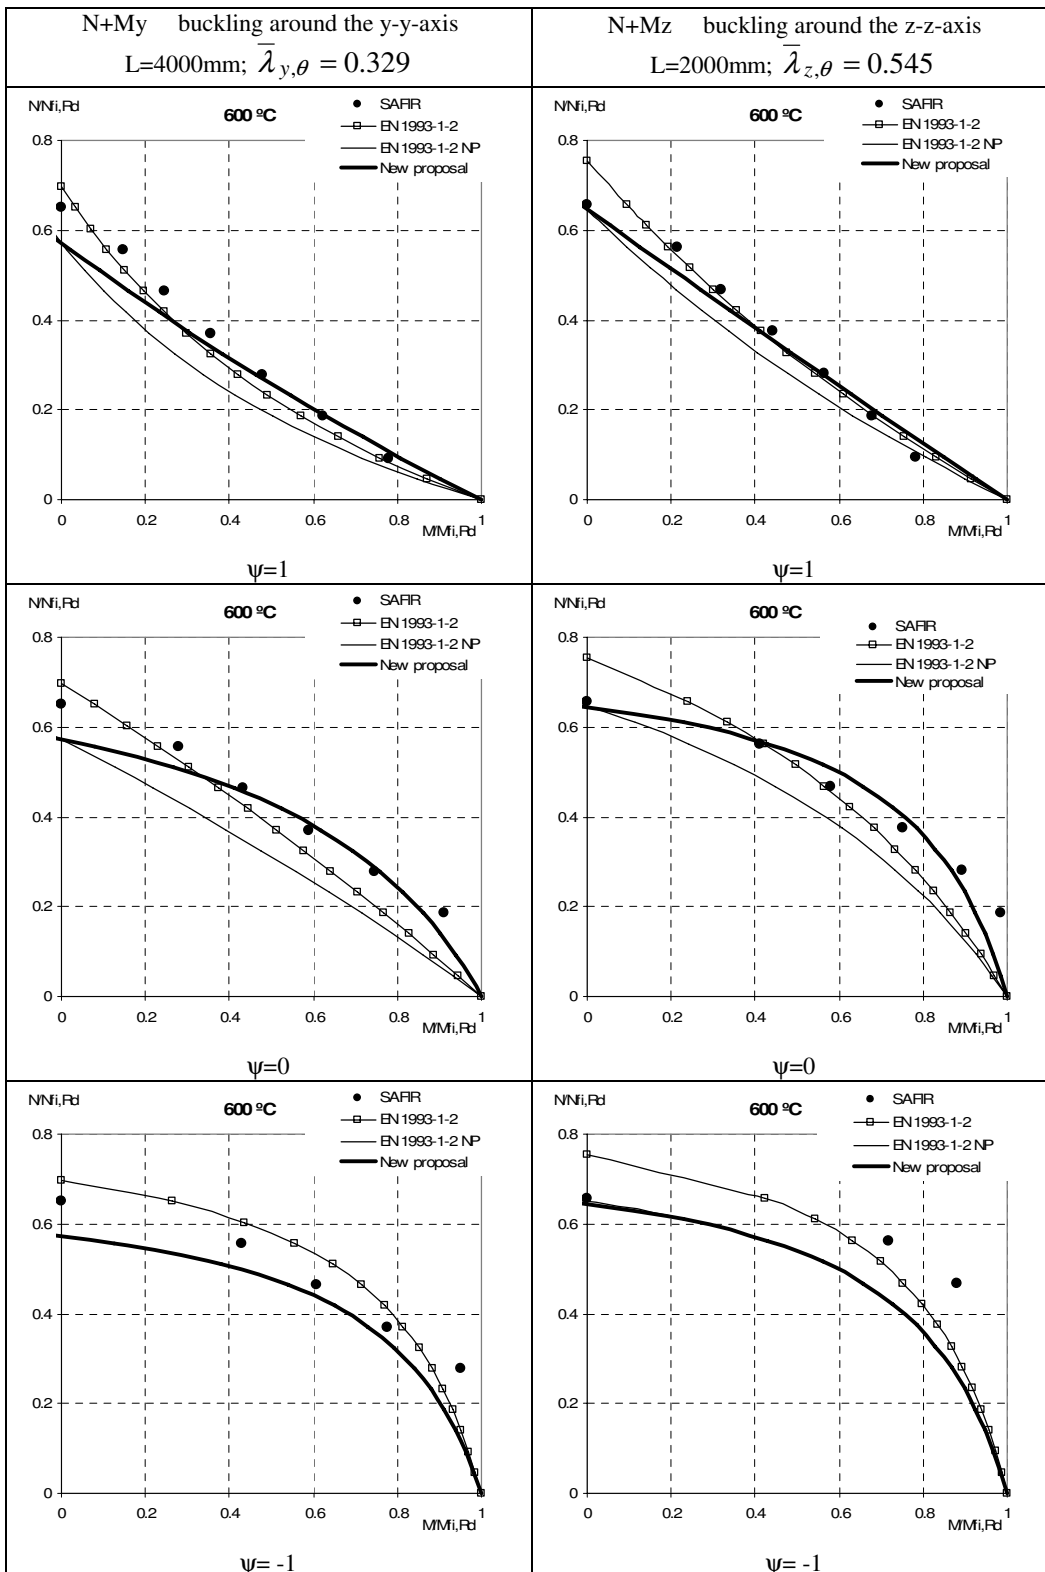 N+My buckling around the y-y-axis
L=4000mm; λ̅ y,θ = 0.329
N+Mz buckling around the z-z-axis
L=2000mm; λ̅ z,θ = 0.545
N/Nfi,Rd
600 ºC
SAFIR
EN 1993-1-2
EN 1993-1-2 NP
New proposal
0.8
0.6
0.4
0.2
0
0 0.2 0.4 0.6 0.8 1
M/Mfi,Rd
ψ=1
N/Nfi,Rd
600 ºC
SAFIR
EN 1993-1-2
EN 1993-1-2 NP
New proposal
0.8
0.6
0.4
0.2
0
0 0.2 0.4 0.6 0.8 1
M/Mfi,Rd
ψ=1
N/Nfi,Rd
600 ºC
SAFIR
EN 1993-1-2
EN 1993-1-2 NP
New proposal
0.8
0.6
0.4
0.2
0
0 0.2 0.4 0.6 0.8 1
M/Mfi,Rd
ψ=0
N/Nfi,Rd
600 ºC
SAFIR
EN 1993-1-2
EN 1993-1-2 NP
New proposal
0.8
0.6
0.4
0.2
0
0 0.2 0.4 0.6 0.8 1
M/Mfi,Rd
ψ=0
N/Nfi,Rd
600 ºC
SAFIR
EN 1993-1-2
EN 1993-1-2 NP
New proposal
0.8
0.6
0.4
0.2
0
0 0.2 0.4 0.6 0.8 1
M/Mfi,Rd
ψ= -1
N/Nfi,Rd
600 ºC
SAFIR
EN 1993-1-2
EN 1993-1-2 NP
New proposal
0.8
0.6
0.4
0.2
0
0 0.2 0.4 0.6 0.8 1
M/Mfi,Rd
ψ= -1